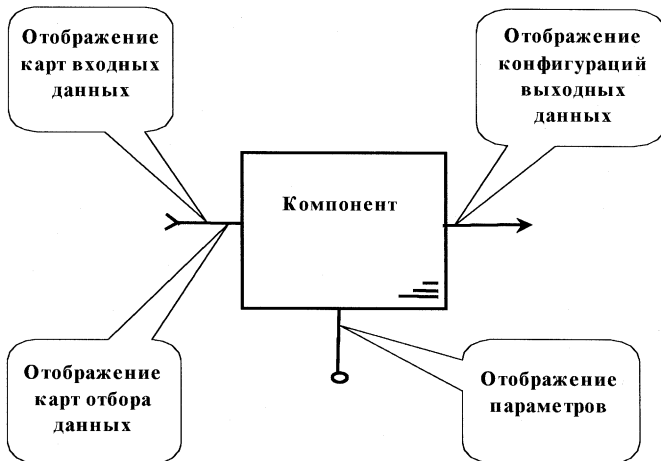 Отображение
карт входных
данных
Отображение
конфигураций
выходных
данных
Компонент
Отображение
карт отбора
данных
Отображение
параметров